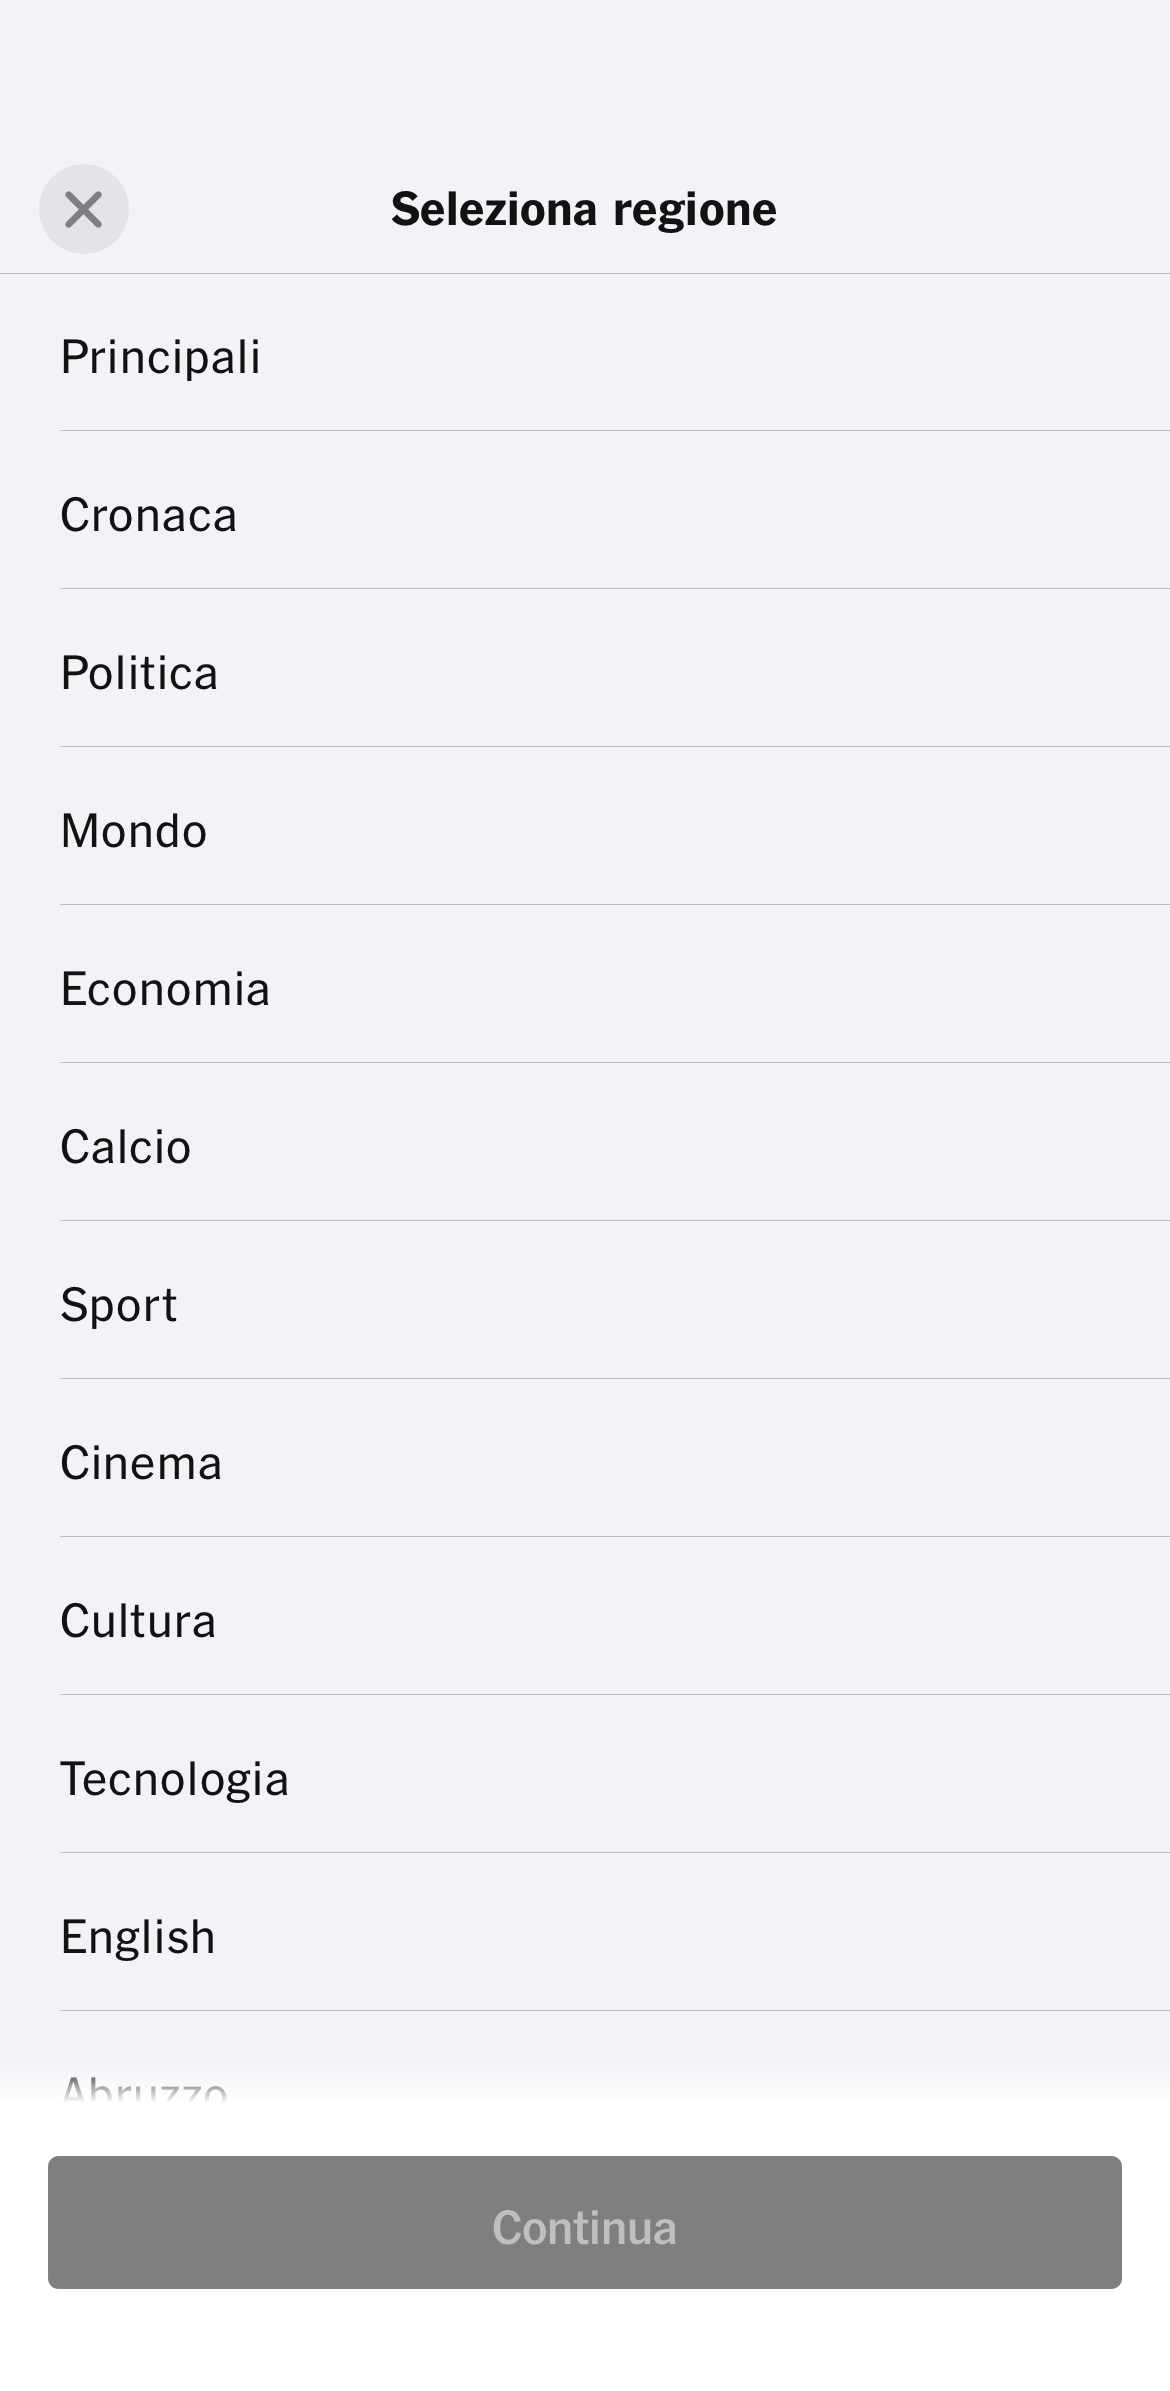 Seleziona regione
Principali
Cronaca
Politica
Mondo
Economia
Calcio
Sport
Cinema
Cultura
Tecnologia
English
Abruzzo
Continua